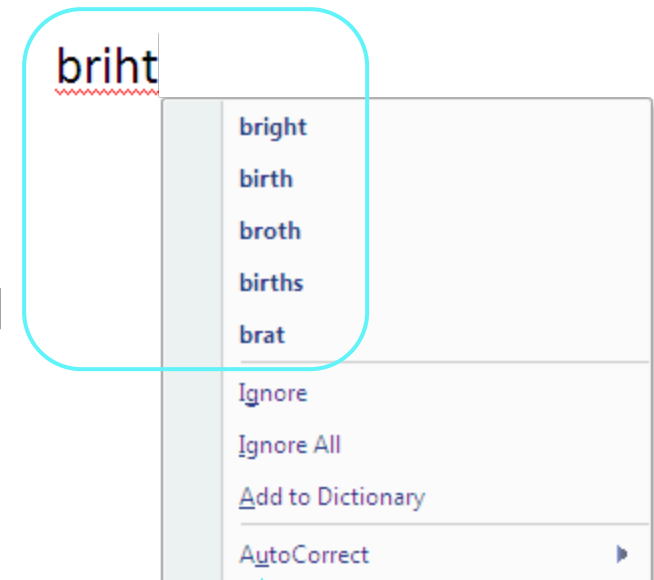 briht
bright
birth
broth
births
brat
Ignore
Ignore All
Add to Dictionary
AutoCorrect